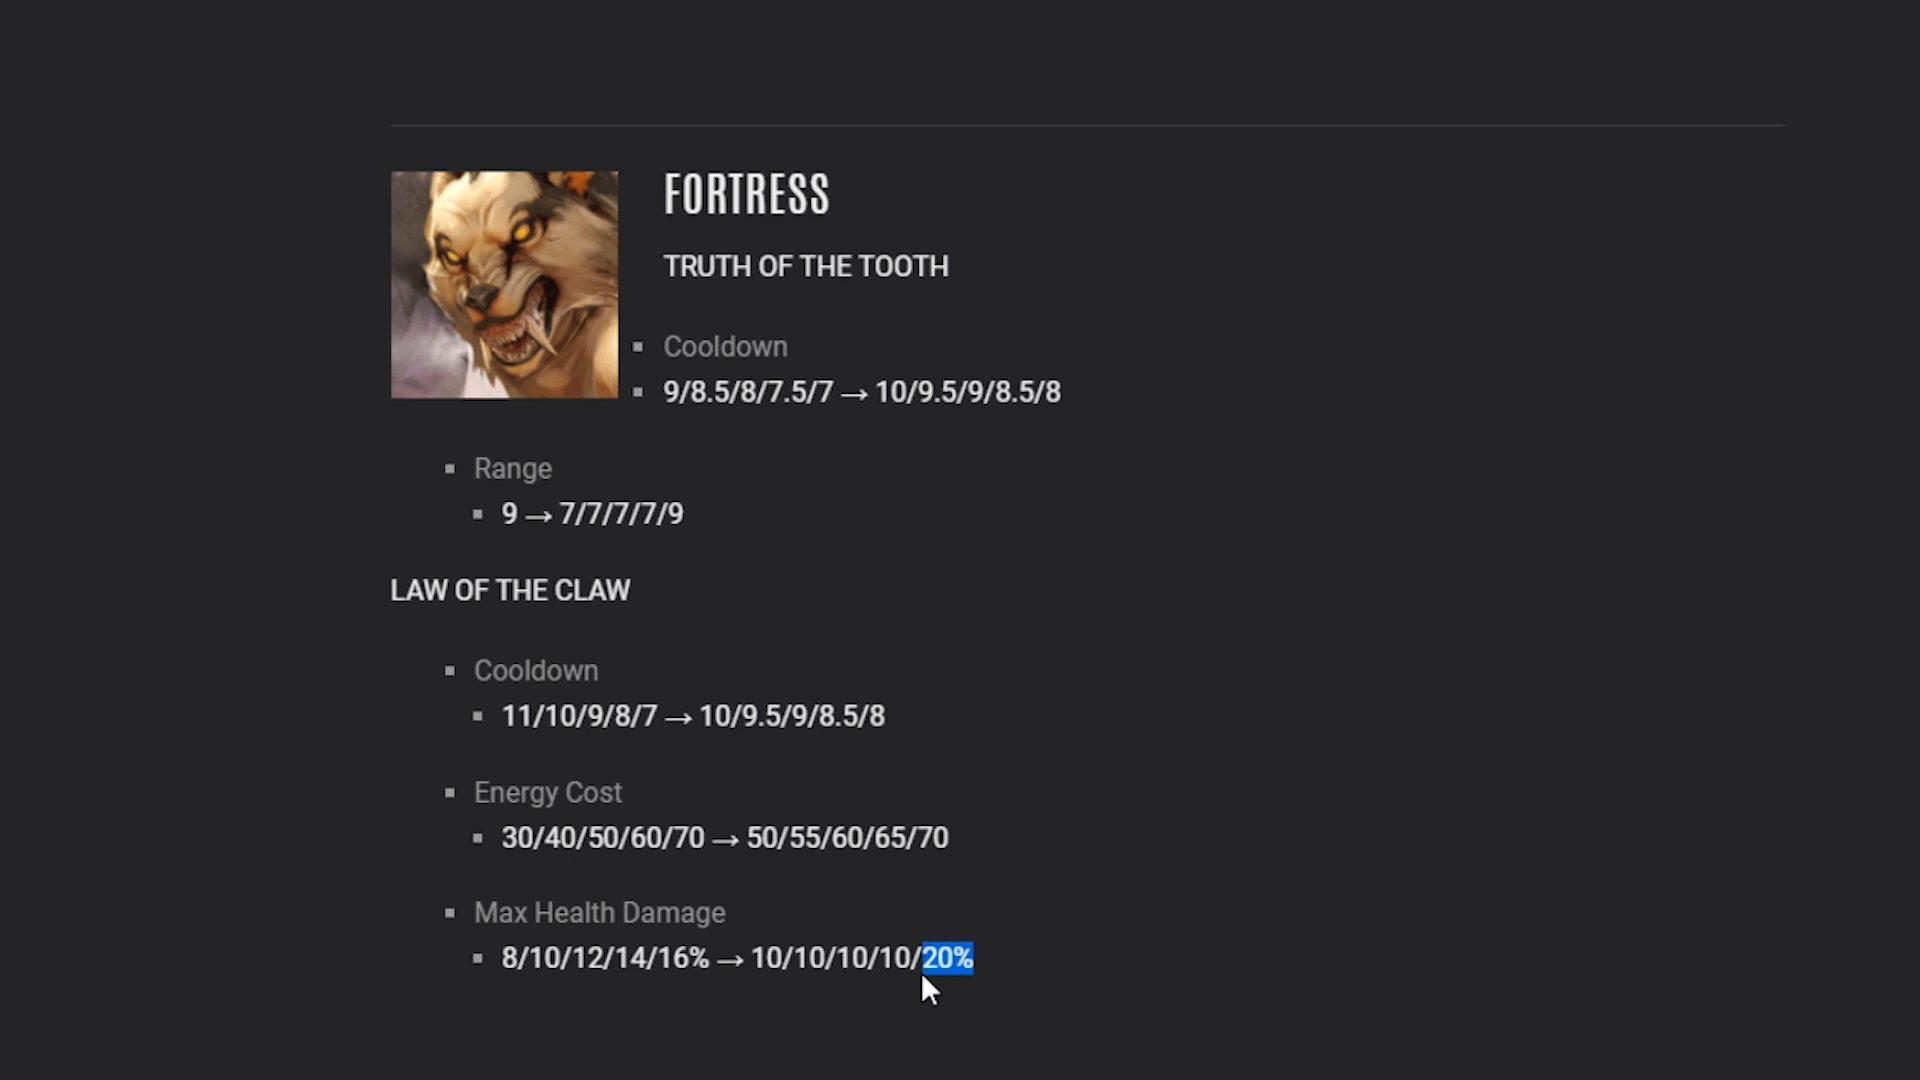 FORTRESS
TRUTH OF THE TOOTH
Cooldown
9/8.5/8/7.5/7 → 10/9.5/9/8.5/8
Range
9 → 7/7/7/7/9
LAW OF THE CLAW
Cooldown
11/10/9/8/7 → 10/9.5/9/8.5/8
Energy Cost
30/40/50/60/70 → 50/55/60/65/70
Max Health Damage
8/10/12/14/16% → 10/10/10/10/20%